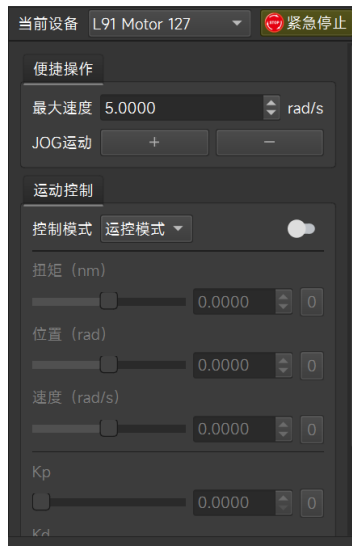 当前设备 L91 Motor 127 紧急停止
便捷操作
最大速度 5.0000 rad/s
JOG运动 + −
运动控制
控制模式 运控模式
扭矩（nm）
0.0000 0
位置（rad）
0.0000 0
速度（rad/s）
0.0000 0
Kp
0.0000 0
Kd